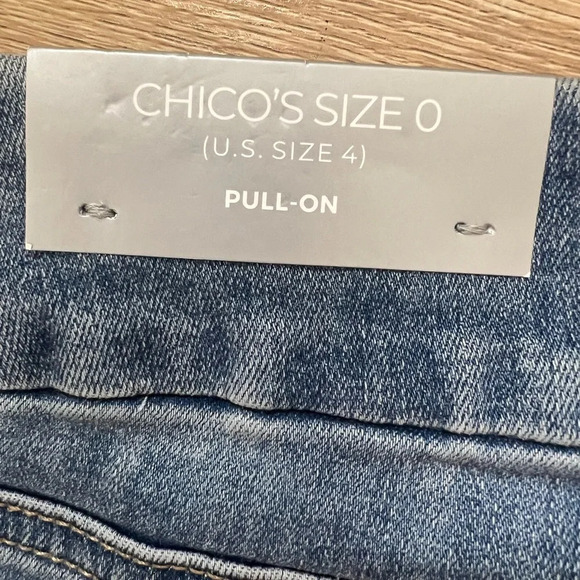 CHICO'S SIZE 0
(U.S. SIZE 4)
PULL-ON